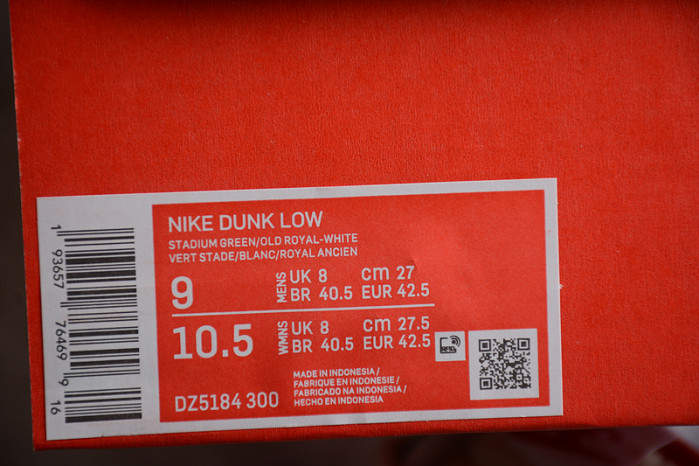 NIKE DUNK LOW
STADIUM GREEN/OLD ROYAL-WHITE
VERT STADE/BLANC/ROYAL ANCIEN
9 MENS UK 8 cm 27
BR 40.5 EUR 42.5
10.5 WMNS UK 8 cm 27.5
BR 40.5 EUR 42.5
MADE IN INDONESIA /
FABRIQUE EN INDONESIE /
FABRICADO NA INDONESIA /
HECHO EN INDONESIA
DZ5184 300
1 93657 76469 9 16